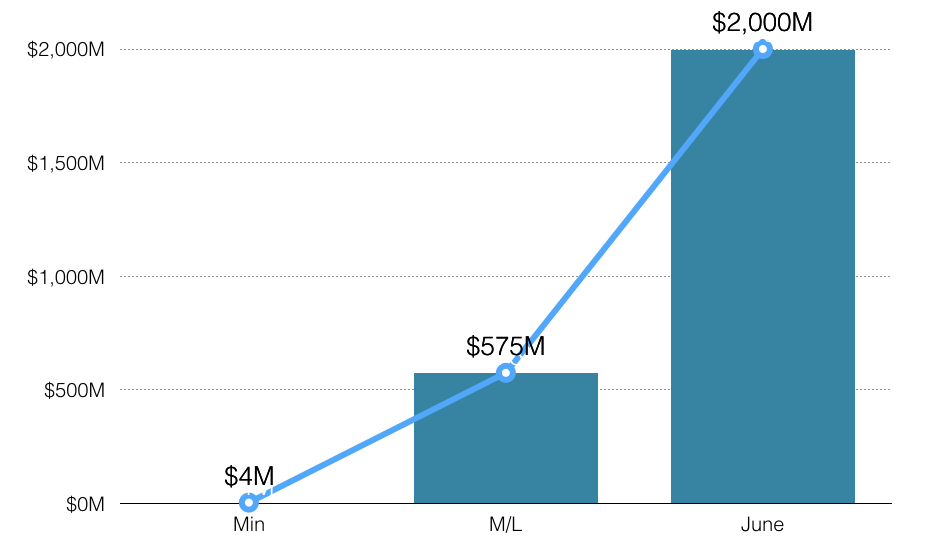 $2,000M
$2,000M
$1,500M
$1,000M
$575M
$500M
$4M
$0M
Min M/L June